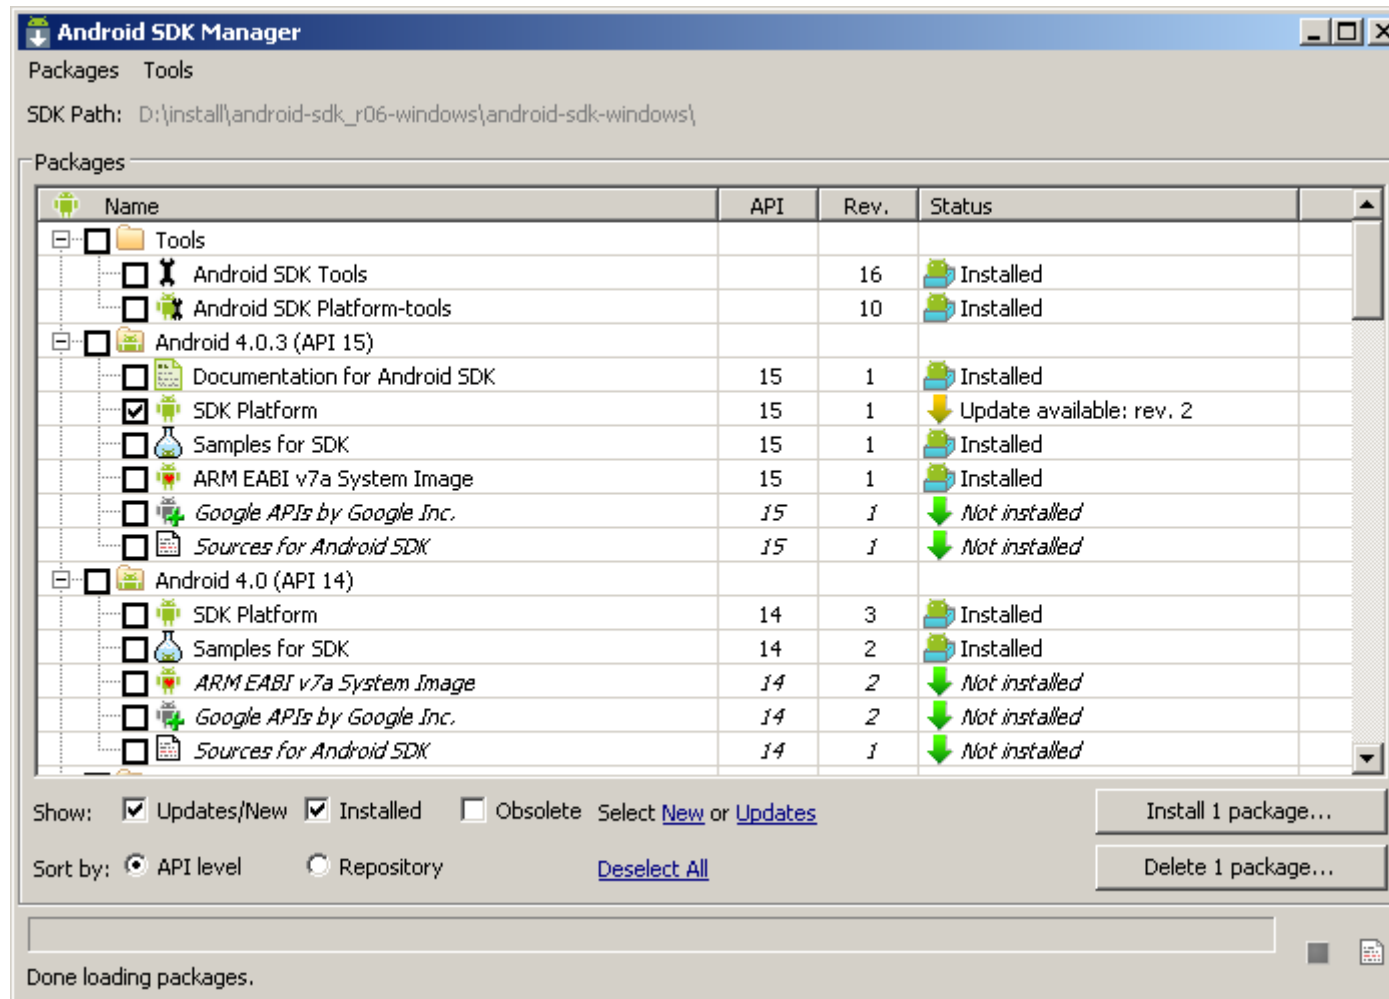 Android SDK Manager
Packages Tools
SDK Path: D:\install\android-sdk_r06-windows\android-sdk-windows\
Packages
Name API Rev. Status
Tools
Android SDK Tools 16 Installed
Android SDK Platform-tools 10 Installed
Android 4.0.3 (API 15)
Documentation for Android SDK 15 1 Installed
SDK Platform 15 1 Update available: rev. 2
Samples for SDK 15 1 Installed
ARM EABI v7a System Image 15 1 Installed
Google APIs by Google Inc. 15 1 Not installed
Sources for Android SDK 15 1 Not installed
Android 4.0 (API 14)
SDK Platform 14 3 Installed
Samples for SDK 14 2 Installed
ARM EABI v7a System Image 14 2 Not installed
Google APIs by Google Inc. 14 2 Not installed
Sources for Android SDK 14 1 Not installed
Show: Updates/New Installed Obsolete Select New or Updates Install 1 package...
Sort by: API level Repository Deselect All Delete 1 package...
Done loading packages.